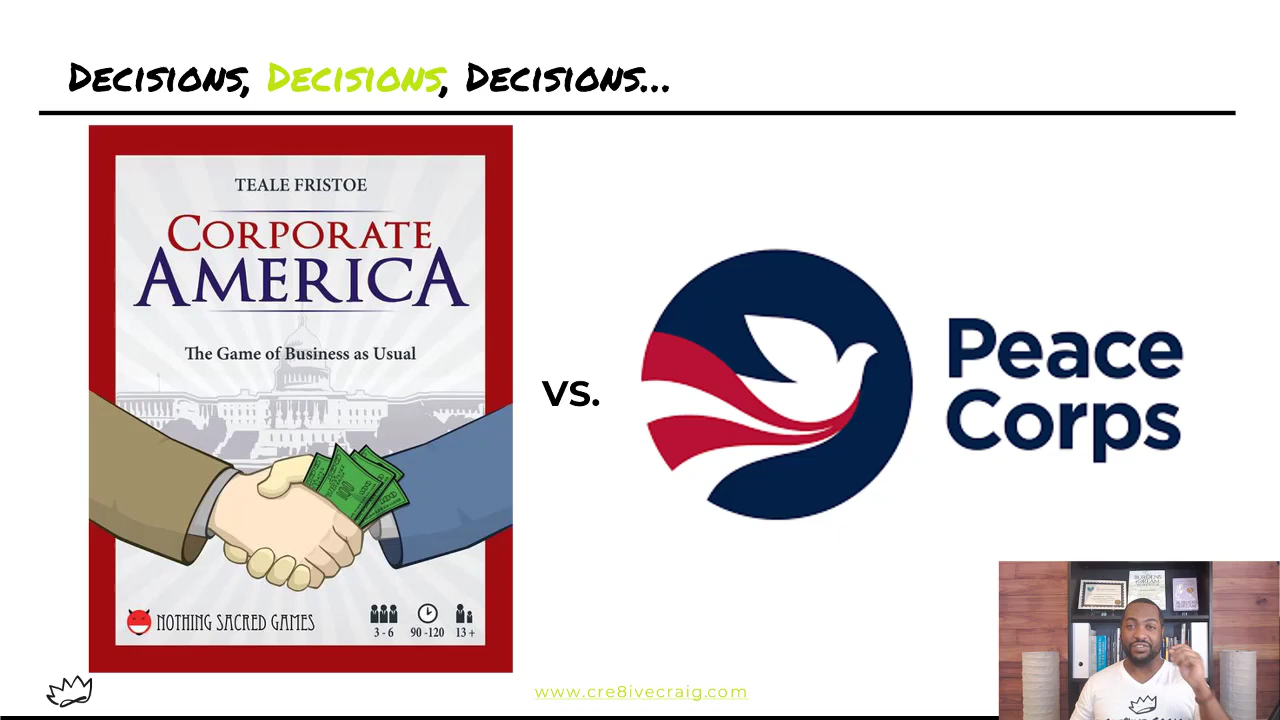 Decisions, Decisions, Decisions...
TEALE FRISTOE
CORPORATE
AMERICA
The Game of Business as Usual
NOTHING SACRED GAMES
3 - 6
90 -120
13 +
vs.
Peace
Corps
www.cre8ivecraig.com